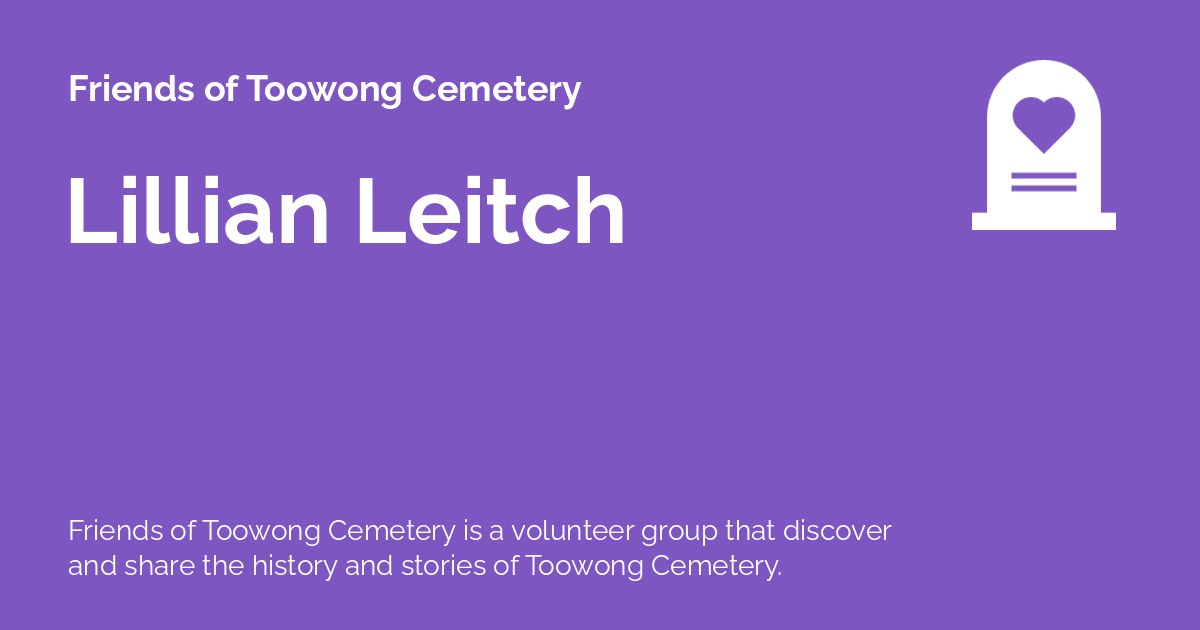 Friends of Toowong Cemetery
Lillian Leitch
Friends of Toowong Cemetery is a volunteer group that discover
and share the history and stories of Toowong Cemetery.